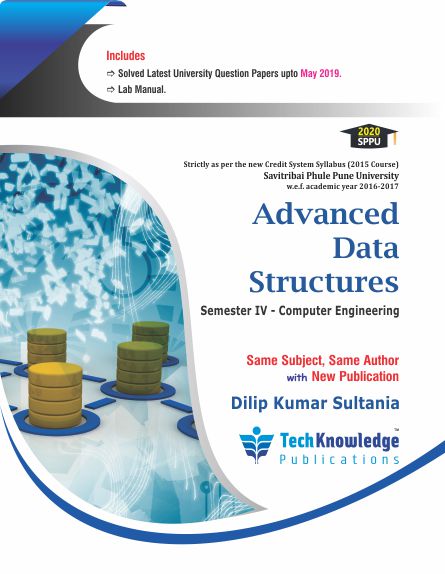 Includes
⇨ Solved Latest University Question Papers upto May 2019.
⇨ Lab Manual.
2020
SPPU
Strictly as per the new Credit System Syllabus (2015 Course)
Savitribai Phule Pune University
w.e.f. academic year 2016-2017
Advanced
Data
Structures
Semester IV - Computer Engineering
Same Subject, Same Author
with New Publication
Dilip Kumar Sultania
TechKnowledge™
Publications